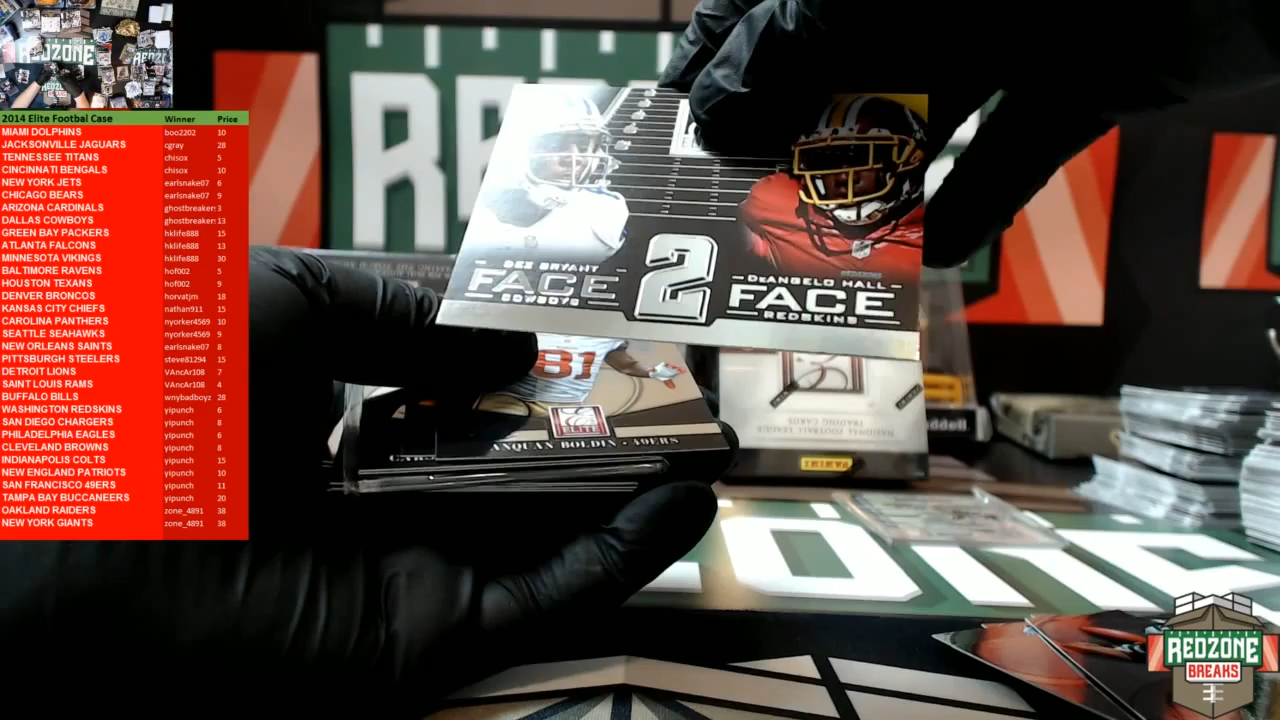 REDZONE
2014 Elite Footbal Case Winner Price
MIAMI DOLPHINS boo2202 10
JACKSONVILLE JAGUARS cgray 28
TENNESSEE TITANS chisox 5
CINCINNATI BENGALS chisox 10
NEW YORK JETS earlsnake07 6
CHICAGO BEARS earlsnake07 9
ARIZONA CARDINALS ghostbreaker 3
DALLAS COWBOYS ghostbreaker 13
GREEN BAY PACKERS hklife888 15
ATLANTA FALCONS hklife888 13
MINNESOTA VIKINGS hklife888 30
BALTIMORE RAVENS hof002 5
HOUSTON TEXANS hof002 9
DENVER BRONCOS horvatjm 18
KANSAS CITY CHIEFS nathan911 15
CAROLINA PANTHERS nyorker4569 10
SEATTLE SEAHAWKS nyorker4569 9
NEW ORLEANS SAINTS earlsnake07 8
PITTSBURGH STEELERS steve81294 15
DETROIT LIONS VAncAr108 7
SAINT LOUIS RAMS VAncAr108 4
BUFFALO BILLS wnybadboyz 28
WASHINGTON REDSKINS yipunch 6
SAN DIEGO CHARGERS yipunch 8
PHILADELPHIA EAGLES yipunch 6
CLEVELAND BROWNS yipunch 8
INDIANAPOLIS COLTS yipunch 15
NEW ENGLAND PATRIOTS yipunch 10
SAN FRANCISCO 49ERS yipunch 11
TAMPA BAY BUCCANEERS yipunch 20
OAKLAND RAIDERS zone_4891 38
NEW YORK GIANTS zone_4891 38
DEZ BRYANT
FACE
COWBOYS
2
DeANGELO HALL
FACE
REDSKINS
81
ELITE
ANQUAN BOLDIN • 49ERS
NATIONAL FOOTBALL LEAGUE
TRADING CARDS
PANINI
REDZONE
BREAKS